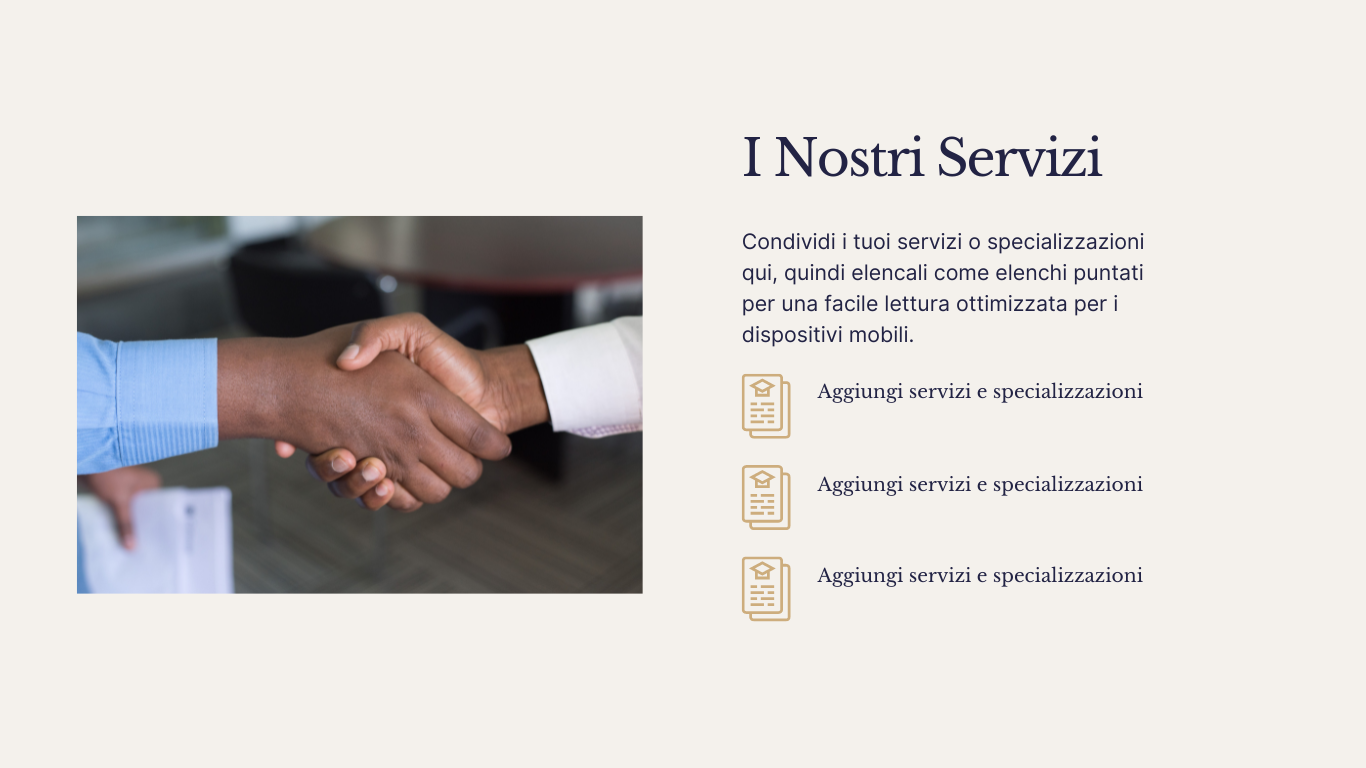 I Nostri Servizi
Condividi i tuoi servizi o specializzazioni
qui, quindi elencali come elenchi puntati
per una facile lettura ottimizzata per i
dispositivi mobili.
Aggiungi servizi e specializzazioni
Aggiungi servizi e specializzazioni
Aggiungi servizi e specializzazioni